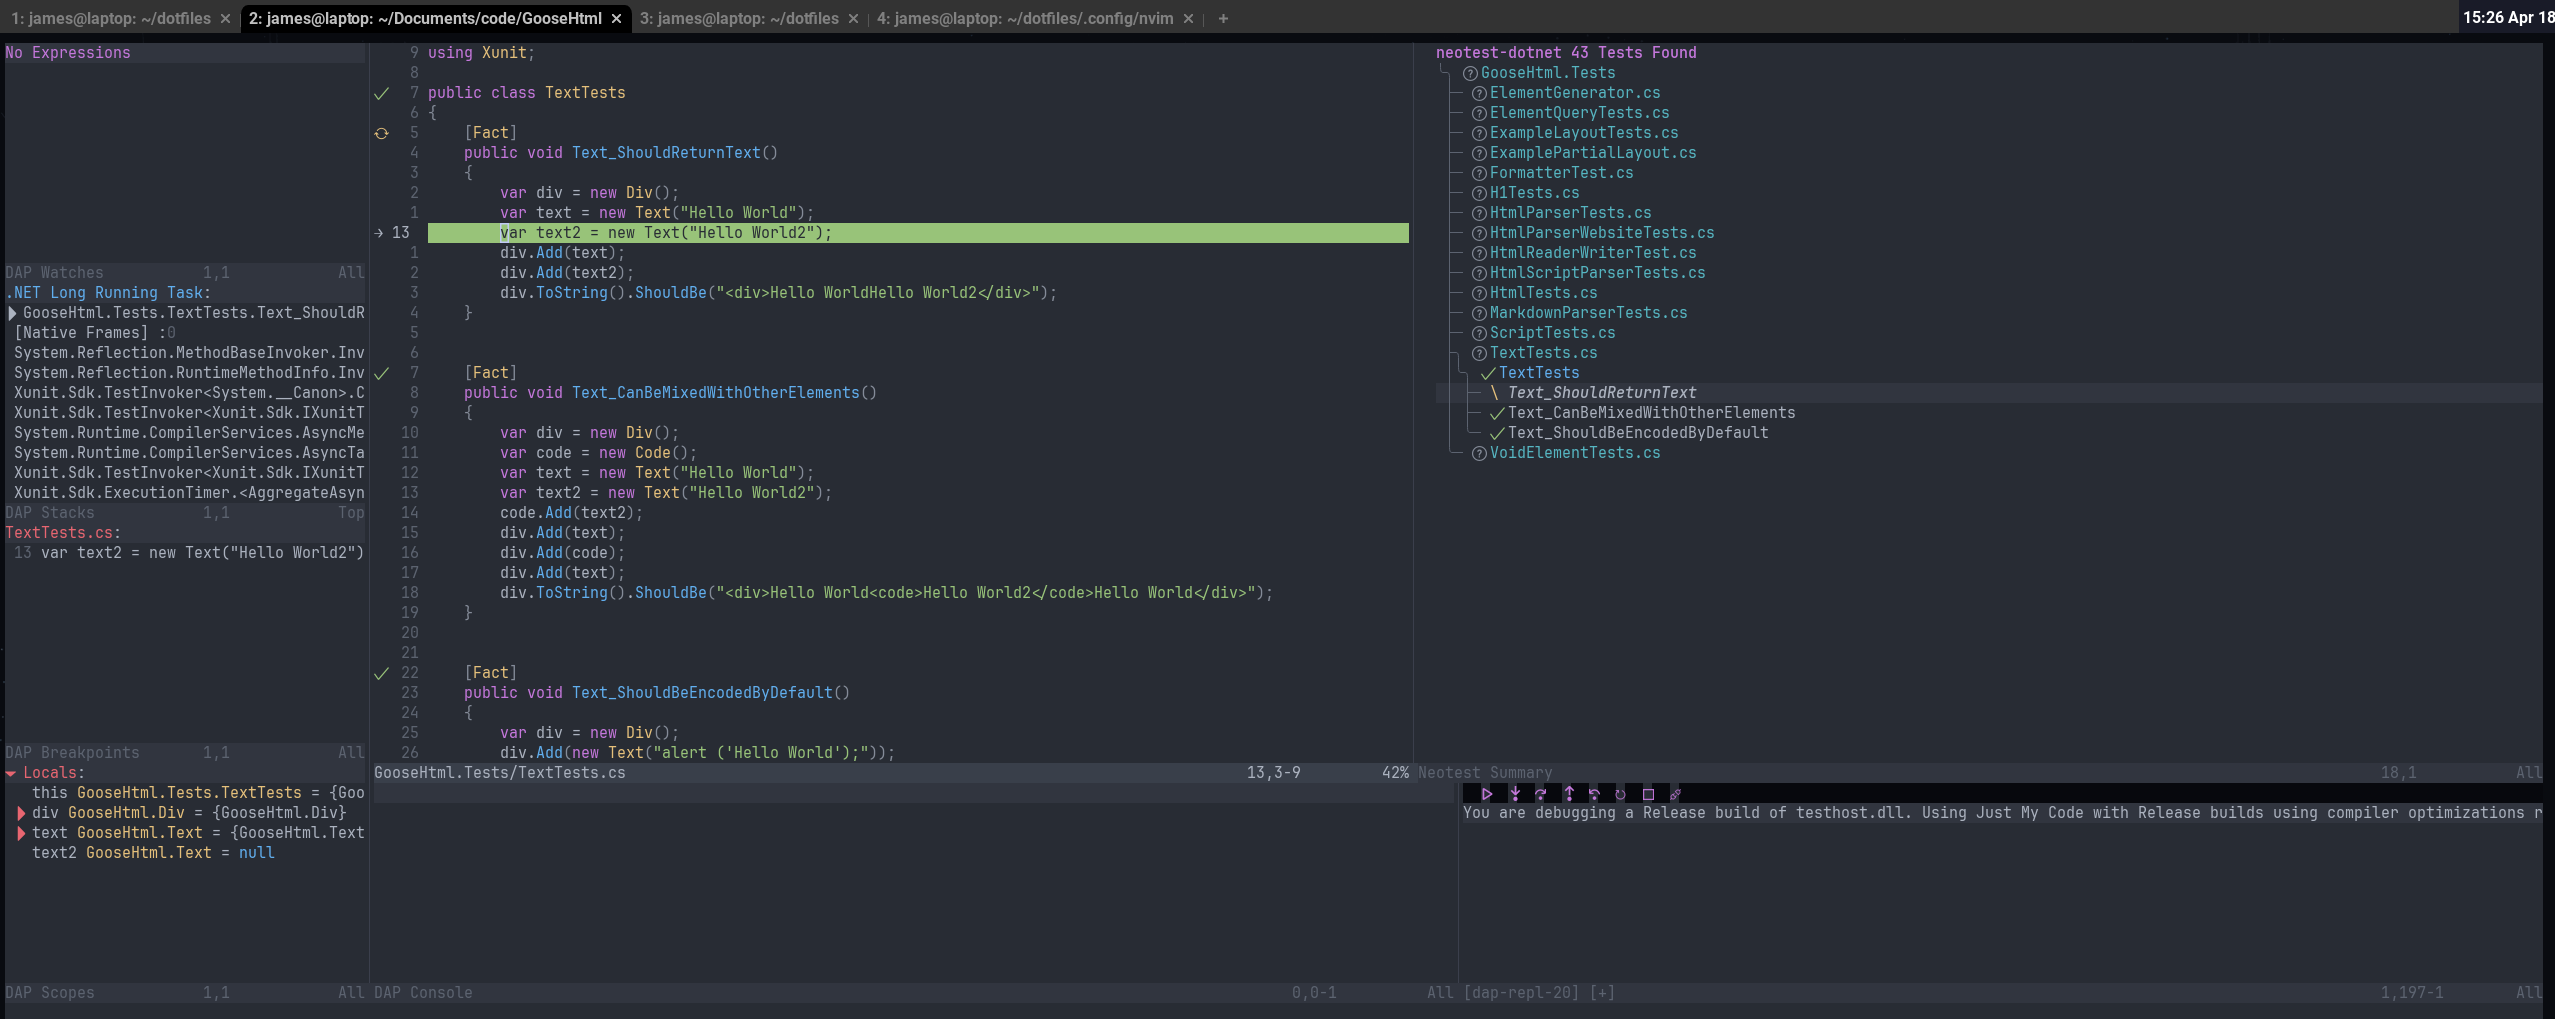 1: james@laptop: ~/dotfiles
2: james@laptop: ~/Documents/code/GooseHtml
3: james@laptop: ~/dotfiles
4: james@laptop: ~/dotfiles/.config/nvim
15:26 Apr 18
No Expressions
DAP Watches 1,1 All
.NET Long Running Task:
GooseHtml.Tests.TextTests.Text_ShouldR
[Native Frames] :0
System.Reflection.MethodBaseInvoker.Inv
System.Reflection.RuntimeMethodInfo.Inv
Xunit.Sdk.TestInvoker<System.__Canon>.C
Xunit.Sdk.TestInvoker<Xunit.Sdk.IXunitT
System.Runtime.CompilerServices.AsyncMe
System.Runtime.CompilerServices.AsyncTa
Xunit.Sdk.TestInvoker<Xunit.Sdk.IXunitT
Xunit.Sdk.ExecutionTimer.<AggregateAsyn
DAP Stacks 1,1 Top
TextTests.cs:
13 var text2 = new Text("Hello World2")
DAP Breakpoints 1,1 All
Locals:
this GooseHtml.Tests.TextTests = {Goo
div GooseHtml.Div = {GooseHtml.Div}
text GooseHtml.Text = {GooseHtml.Text
text2 GooseHtml.Text = null
DAP Scopes 1,1 All
9 using Xunit;
8
7 public class TextTests
6 {
5 [Fact]
4 public void Text_ShouldReturnText()
3 {
2 var div = new Div();
1 var text = new Text("Hello World");
13 var text2 = new Text("Hello World2");
1 div.Add(text);
2 div.Add(text2);
3 div.ToString().ShouldBe("<div>Hello WorldHello World2</div>");
4 }
5
6
7 [Fact]
8 public void Text_CanBeMixedWithOtherElements()
9 {
10 var div = new Div();
11 var code = new Code();
12 var text = new Text("Hello World");
13 var text2 = new Text("Hello World2");
14 code.Add(text2);
15 div.Add(text);
16 div.Add(code);
17 div.Add(text);
18 div.ToString().ShouldBe("<div>Hello World<code>Hello World2</code>Hello World</div>");
19 }
20
21
22 [Fact]
23 public void Text_ShouldBeEncodedByDefault()
24 {
25 var div = new Div();
26 div.Add(new Text("alert ('Hello World');"));
GooseHtml.Tests/TextTests.cs 13,3-9 42%
DAP Console 0,0-1 All
neotest-dotnet 43 Tests Found
GooseHtml.Tests
ElementGenerator.cs
ElementQueryTests.cs
ExampleLayoutTests.cs
ExamplePartialLayout.cs
FormatterTest.cs
H1Tests.cs
HtmlParserTests.cs
HtmlParserWebsiteTests.cs
HtmlReaderWriterTest.cs
HtmlScriptParserTests.cs
HtmlTests.cs
MarkdownParserTests.cs
ScriptTests.cs
TextTests.cs
TextTests
\ Text_ShouldReturnText
Text_CanBeMixedWithOtherElements
Text_ShouldBeEncodedByDefault
VoidElementTests.cs
Neotest Summary 18,1 All
You are debugging a Release build of testhost.dll. Using Just My Code with Release builds using compiler optimizations r
[dap-repl-20] [+] 1,197-1 All